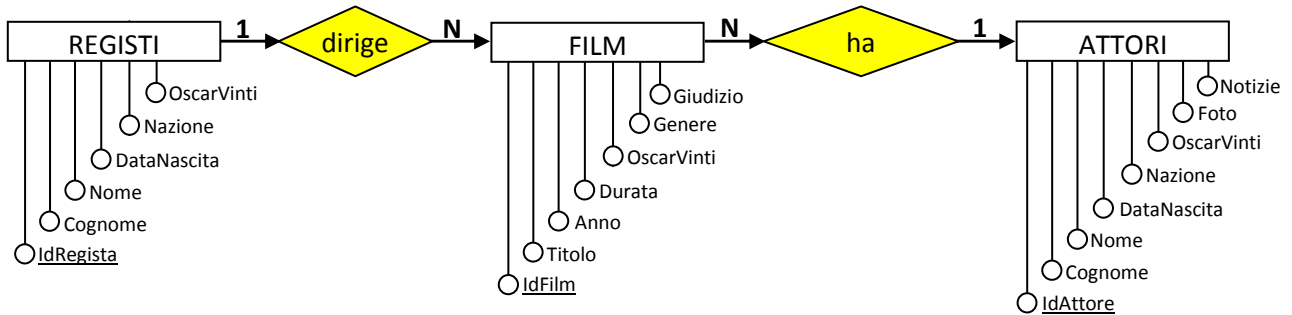 REGISTI
1
dirige
N
FILM
N
ha
1
ATTORI
OscarVinti
Nazione
DataNascita
Nome
Cognome
IdRegista
Giudizio
Genere
OscarVinti
Durata
Anno
Titolo
IdFilm
Notizie
Foto
OscarVinti
Nazione
DataNascita
Nome
Cognome
IdAttore